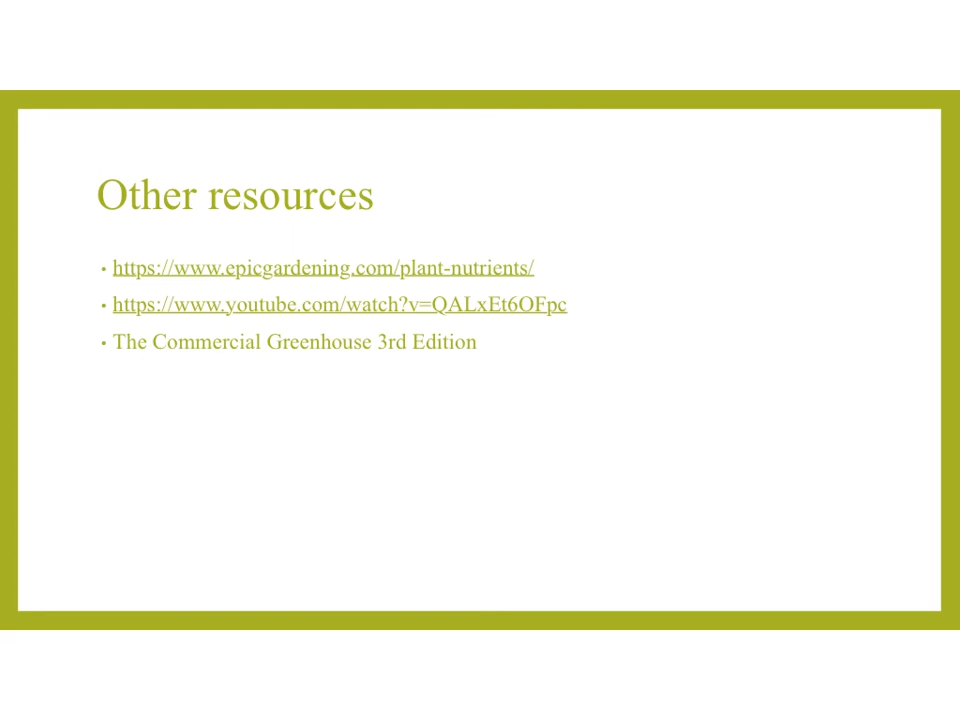 Other resources
• https://www.epicgardening.com/plant-nutrients/
• https://www.youtube.com/watch?v=QALxEt6OFpc
• The Commercial Greenhouse 3rd Edition